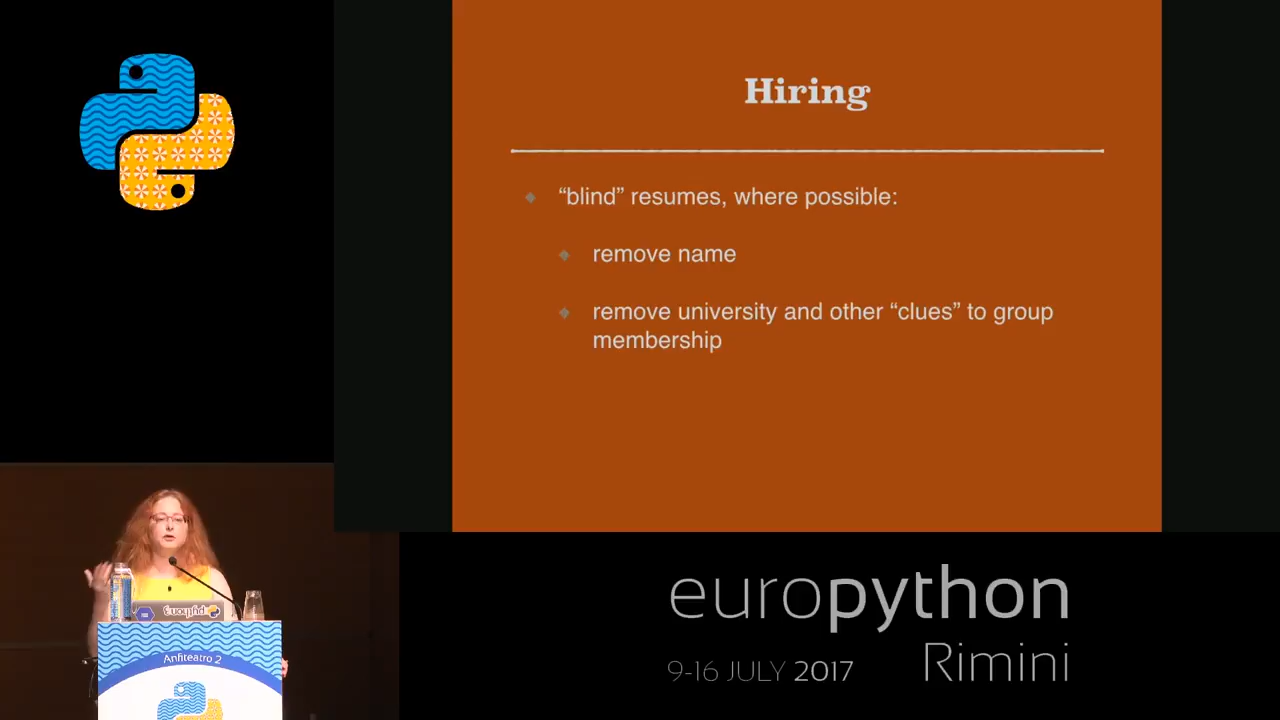 Hiring
“blind” resumes, where possible:
remove name
remove university and other “clues” to group
membership
python
Anfiteatro 2
europython
9-16 JULY 2017
Rimini